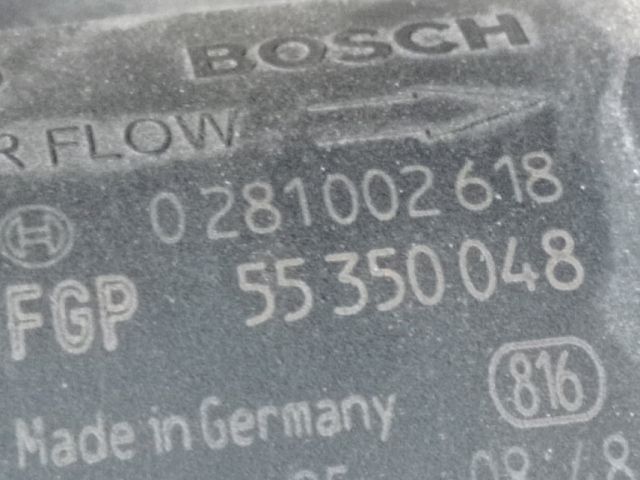 BOSCH
R FLOW
0 281 002 618
FGP 55 350 048
816
Made in Germany